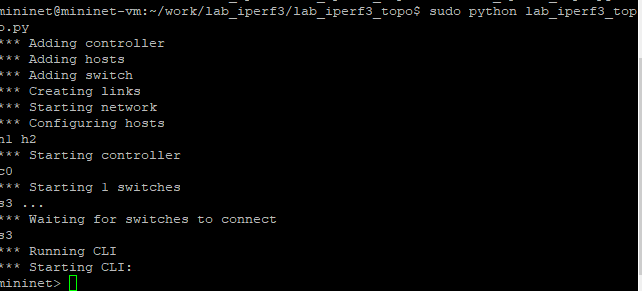 mininet@mininet-vm:~/work/lab_iperf3/lab_iperf3_topo$ sudo python lab_iperf3_top
o.py
*** Adding controller
*** Adding hosts
*** Adding switch
*** Creating links
*** Starting network
*** Configuring hosts
h1 h2
*** Starting controller
c0
*** Starting 1 switches
s3 ...
*** Waiting for switches to connect
s3
*** Running CLI
*** Starting CLI:
mininet>